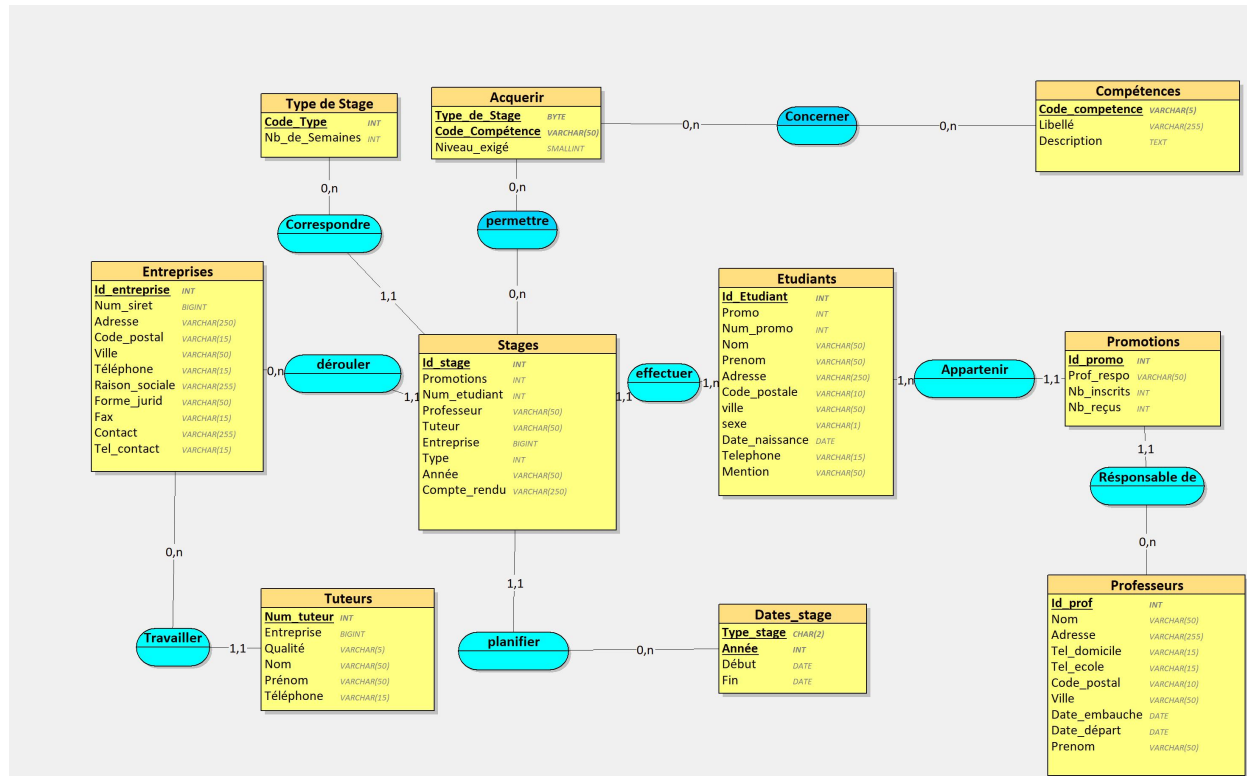 Type de Stage
Code_Type INT
Nb_de_Semaines INT
Acquerir
Type_de_Stage BYTE
Code_Compétence VARCHAR(50)
Niveau_exigé SMALLINT
0,n
Concerner
0,n
Compétences
Code_competence VARCHAR(5)
Libellé VARCHAR(255)
Description TEXT
0,n
Correspondre
1,1
0,n
permettre
0,n
Entreprises
Id_entreprise INT
Num_siret BIGINT
Adresse VARCHAR(250)
Code_postal VARCHAR(15)
Ville VARCHAR(50)
Téléphone VARCHAR(15)
Raison_sociale VARCHAR(255)
Forme_jurid VARCHAR(50)
Fax VARCHAR(15)
Contact VARCHAR(255)
Tel_contact VARCHAR(15)
0,n
dérouler
1,1
Stages
Id_stage INT
Promotions INT
Num_etudiant INT
Professeur VARCHAR(50)
Tuteur VARCHAR(50)
Entreprise BIGINT
Type INT
Année VARCHAR(50)
Compte_rendu VARCHAR(250)
1,1
effectuer
1,n
Etudiants
Id_Etudiant INT
Promo INT
Num_promo INT
Nom VARCHAR(50)
Prenom VARCHAR(50)
Adresse VARCHAR(250)
Code_postale VARCHAR(10)
ville VARCHAR(50)
sexe VARCHAR(1)
Date_naissance DATE
Telephone VARCHAR(15)
Mention VARCHAR(50)
1,n
Appartenir
1,1
Promotions
Id_promo INT
Prof_respo VARCHAR(50)
Nb_inscrits INT
Nb_reçus INT
1,1
Résponsable de
0,n
0,n
Travailler
1,1
Tuteurs
Num_tuteur INT
Entreprise BIGINT
Qualité VARCHAR(5)
Nom VARCHAR(50)
Prénom VARCHAR(50)
Téléphone VARCHAR(15)
1,1
planifier
0,n
Dates_stage
Type_stage CHAR(2)
Année INT
Début DATE
Fin DATE
Professeurs
Id_prof INT
Nom VARCHAR(50)
Adresse VARCHAR(255)
Tel_domicile VARCHAR(15)
Tel_ecole VARCHAR(15)
Code_postal VARCHAR(10)
Ville VARCHAR(50)
Date_embauche DATE
Date_départ DATE
Prenom VARCHAR(50)